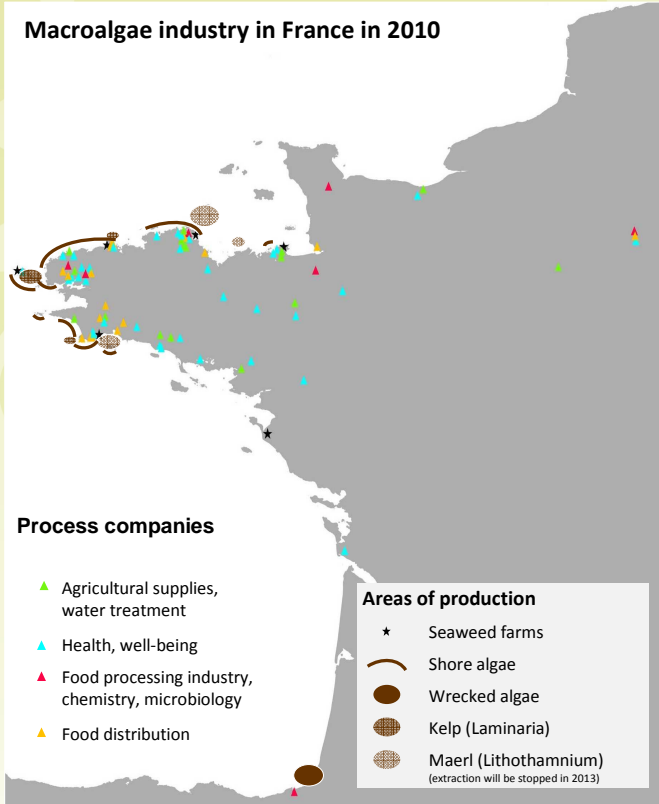 Macroalgae industry in France in 2010
Process companies
Agricultural supplies,
water treatment
Health, well-being
Food processing industry,
chemistry, microbiology
Food distribution
Areas of production
Seaweed farms
Shore algae
Wrecked algae
Kelp (Laminaria)
Maerl (Lithothamnium)
(extraction will be stopped in 2013)